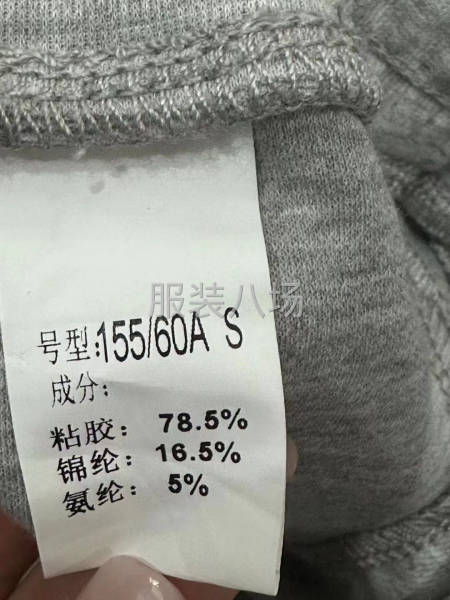 服装八场
号型:155/60A S
成分:
粘胶: 78.5%
锦纶: 16.5%
氨纶: 5%